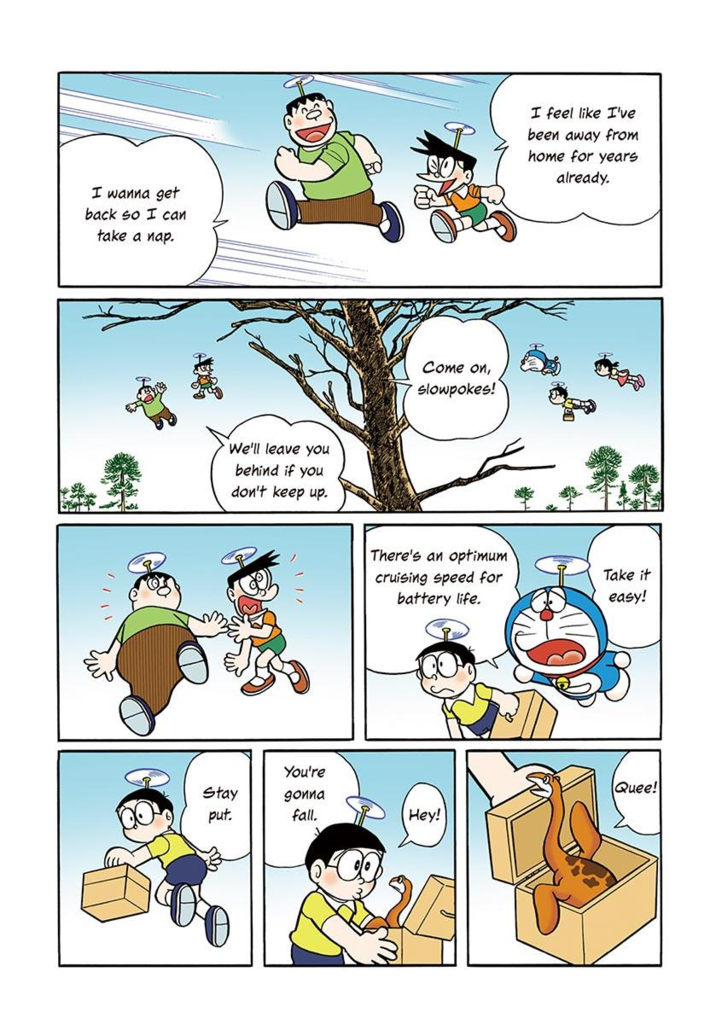 I wanna get
back so I can
take a nap.
I feel like I've
been away from
home for years
already.
Come on,
slowpokes!
We'll leave you
behind if you
don't keep up.
There's an optimum
cruising speed for
battery life.
Take it
easy!
Stay
put.
You're
gonna
fall.
Hey!
Quee!